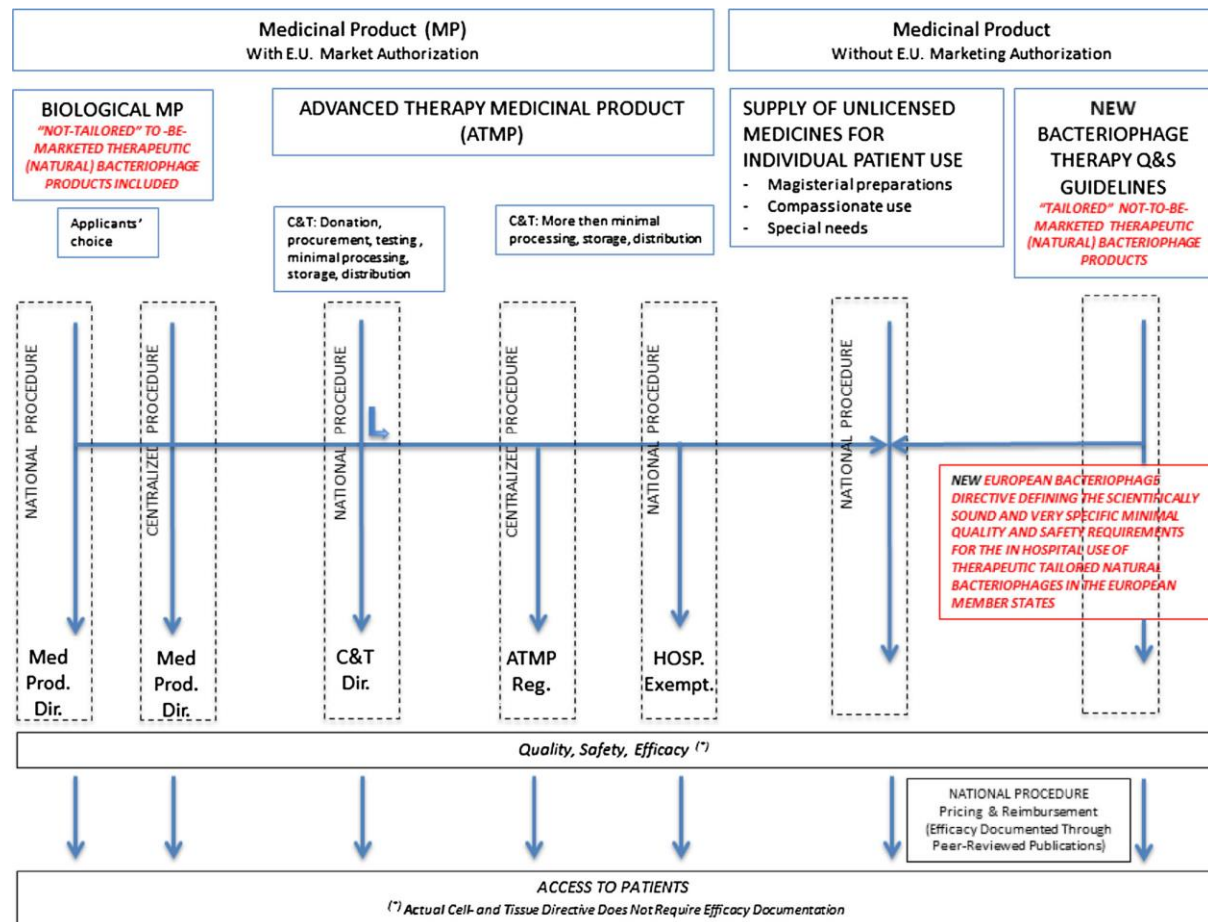 Medicinal Product (MP)
With E.U. Market Authorization
Medicinal Product
Without E.U. Marketing Authorization
BIOLOGICAL MP
"NOT-TAILORED" TO -BE-
MARKETED THERAPEUTIC
(NATURAL) BACTERIOPHAGE
PRODUCTS INCLUDED
ADVANCED THERAPY MEDICINAL PRODUCT
(ATMP)
SUPPLY OF UNLICENSED
MEDICINES FOR
INDIVIDUAL PATIENT USE
- Magisterial preparations
- Compassionate use
- Special needs
NEW
BACTERIOPHAGE
THERAPY Q&S
GUIDELINES
"TAILORED" NOT-TO-BE-
MARKETED THERAPEUTIC
(NATURAL) BACTERIOPHAGE
PRODUCTS
Applicants'
choice
C&T: Donation,
procurement, testing ,
minimal processing,
storage, distribution
C&T: More then minimal
processing, storage, distribution
NATIONAL PROCEDURE
CENTRALIZED PROCEDURE
NATIONAL PROCEDURE
CENTRALIZED PROCEDURE
NATIONAL PROCEDURE
NATIONAL PROCEDURE
NEW EUROPEAN BACTERIOPHAGE
DIRECTIVE DEFINING THE SCIENTIFICALLY
SOUND AND VERY SPECIFIC MINIMAL
QUALITY AND SAFETY REQUIREMENTS
FOR THE IN HOSPITAL USE OF
THERAPEUTIC TAILORED NATURAL
BACTERIOPHAGES IN THE EUROPEAN
MEMBER STATES
Med
Prod.
Dir.
Med
Prod.
Dir.
C&T
Dir.
ATMP
Reg.
HOSP.
Exempt.
Quality, Safety, Efficacy (*)
NATIONAL PROCEDURE
Pricing & Reimbursement
(Efficacy Documented Through
Peer-Reviewed Publications)
ACCESS TO PATIENTS
(*) Actual Cell- and Tissue Directive Does Not Require Efficacy Documentation